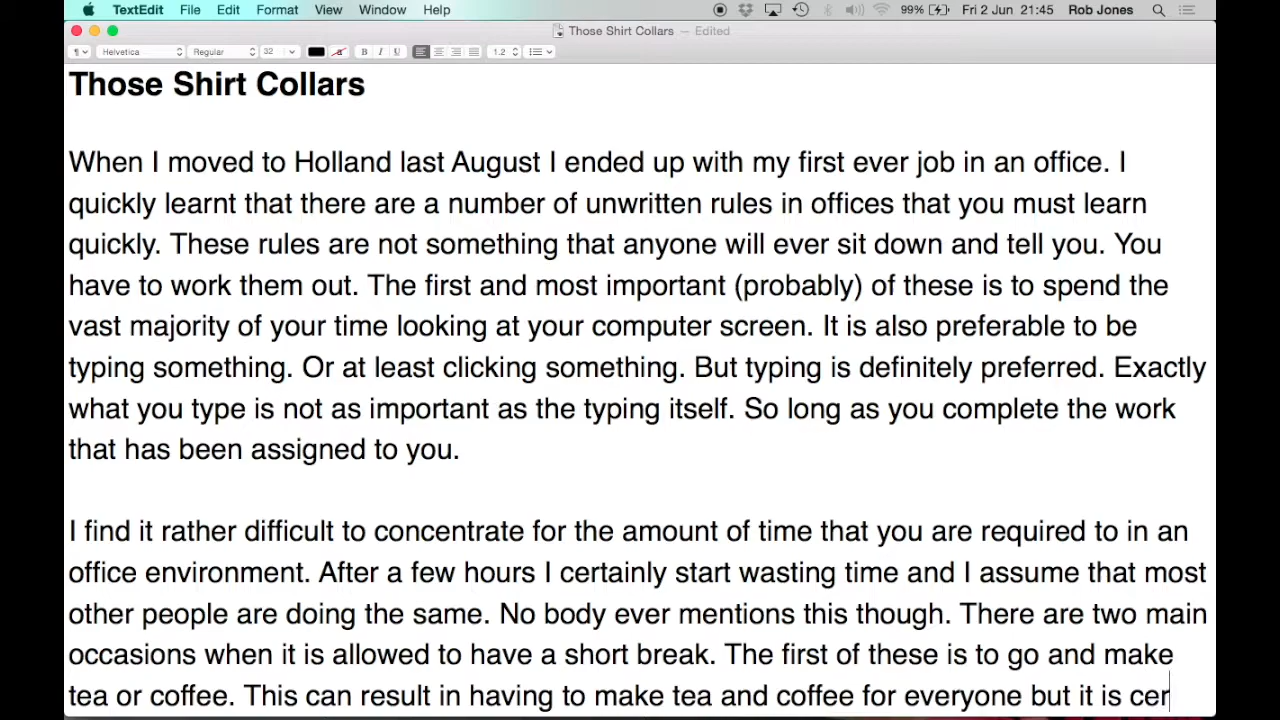 TextEdit File Edit Format View Window Help 99% Fri 2 Jun 21:45 Rob Jones
Those Shirt Collars — Edited
¶ Helvetica Regular 32 a B I U 1.2
Those Shirt Collars
When I moved to Holland last August I ended up with my first ever job in an office. I
quickly learnt that there are a number of unwritten rules in offices that you must learn
quickly. These rules are not something that anyone will ever sit down and tell you. You
have to work them out. The first and most important (probably) of these is to spend the
vast majority of your time looking at your computer screen. It is also preferable to be
typing something. Or at least clicking something. But typing is definitely preferred. Exactly
what you type is not as important as the typing itself. So long as you complete the work
that has been assigned to you.
I find it rather difficult to concentrate for the amount of time that you are required to in an
office environment. After a few hours I certainly start wasting time and I assume that most
other people are doing the same. No body ever mentions this though. There are two main
occasions when it is allowed to have a short break. The first of these is to go and make
tea or coffee. This can result in having to make tea and coffee for everyone but it is cer